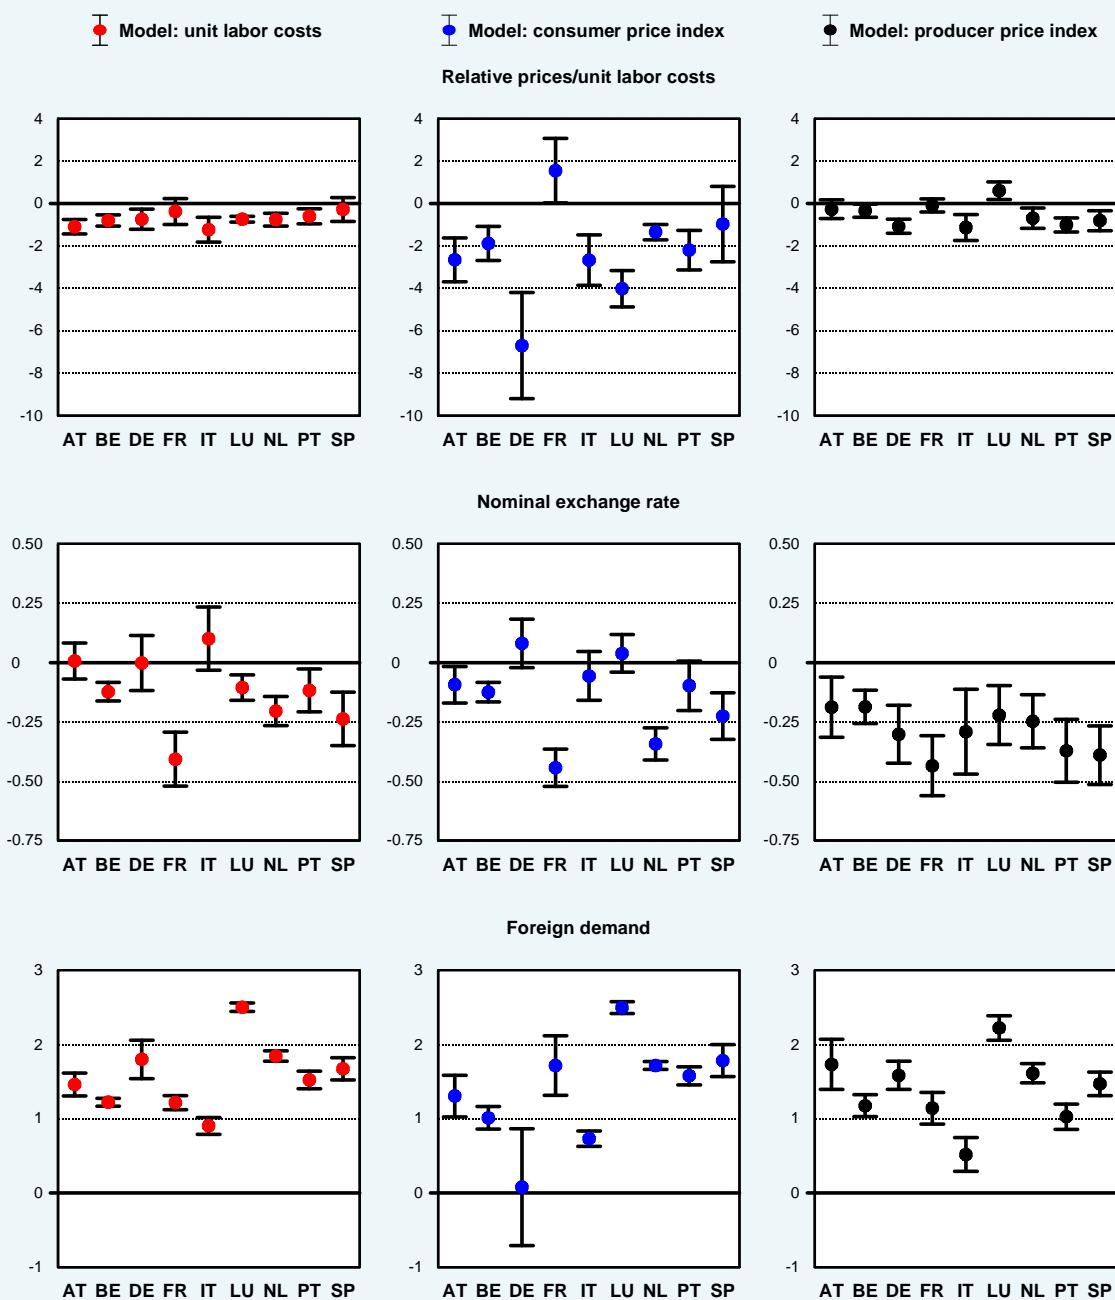 Model: unit labor costs Model: consumer price index Model: producer price index
Relative prices/unit labor costs
4 4 4
2 2 2
0 0 0
-2 -2 -2
-4 -4 -4
-6 -6 -6
-8 -8 -8
-10 -10 -10
AT BE DE FR IT LU NL PT SP AT BE DE FR IT LU NL PT SP AT BE DE FR IT LU NL PT SP
Nominal exchange rate
0.50 0.50 0.50
0.25 0.25 0.25
0 0 0
-0.25 -0.25 -0.25
-0.50 -0.50 -0.50
-0.75 -0.75 -0.75
AT BE DE FR IT LU NL PT SP AT BE DE FR IT LU NL PT SP AT BE DE FR IT LU NL PT SP
Foreign demand
3 3 3
2 2 2
1 1 1
0 0 0
-1 -1 -1
AT BE DE FR IT LU NL PT SP AT BE DE FR IT LU NL PT SP AT BE DE FR IT LU NL PT SP